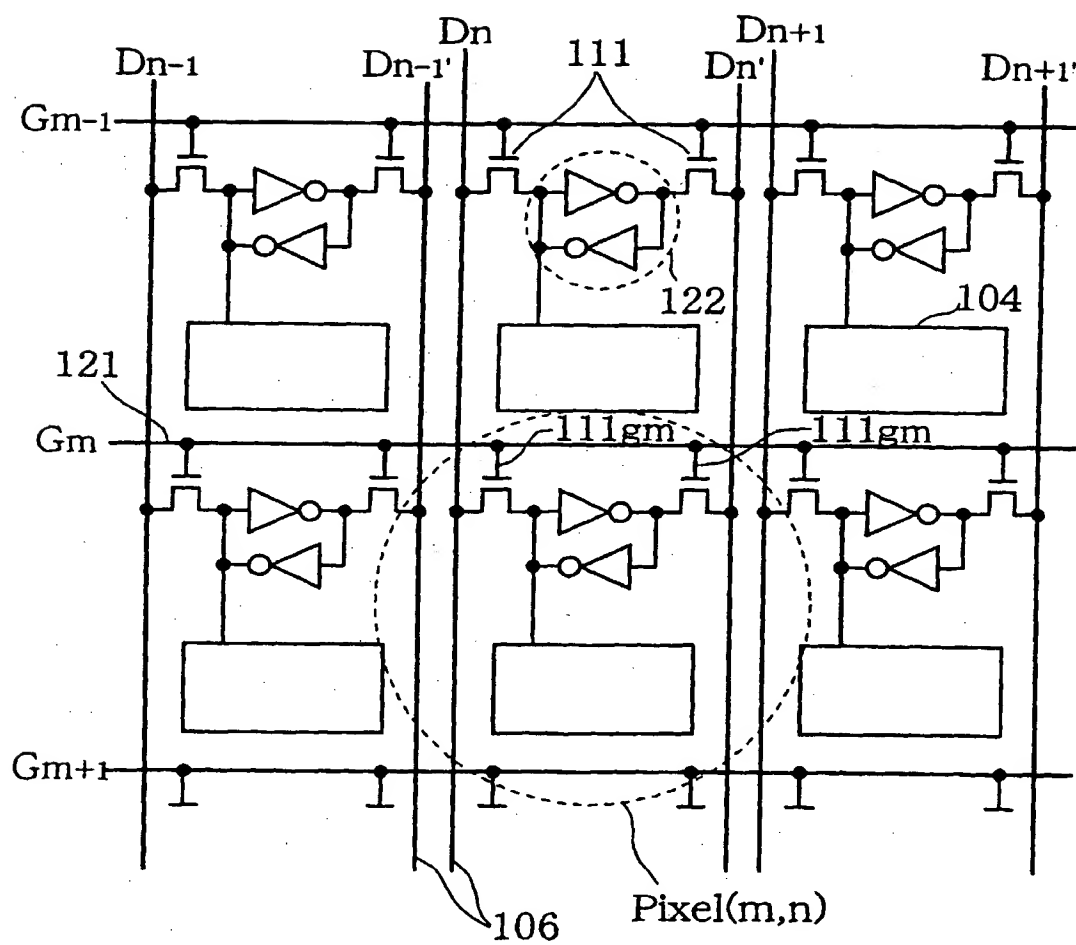 Dn-1
Dn-1'
Dn
111
Dn'
Dn+1
Dn+1'
Gm-1
122
104
121
Gm
111gm
111gm
Gm+1
106
Pixel(m,n)